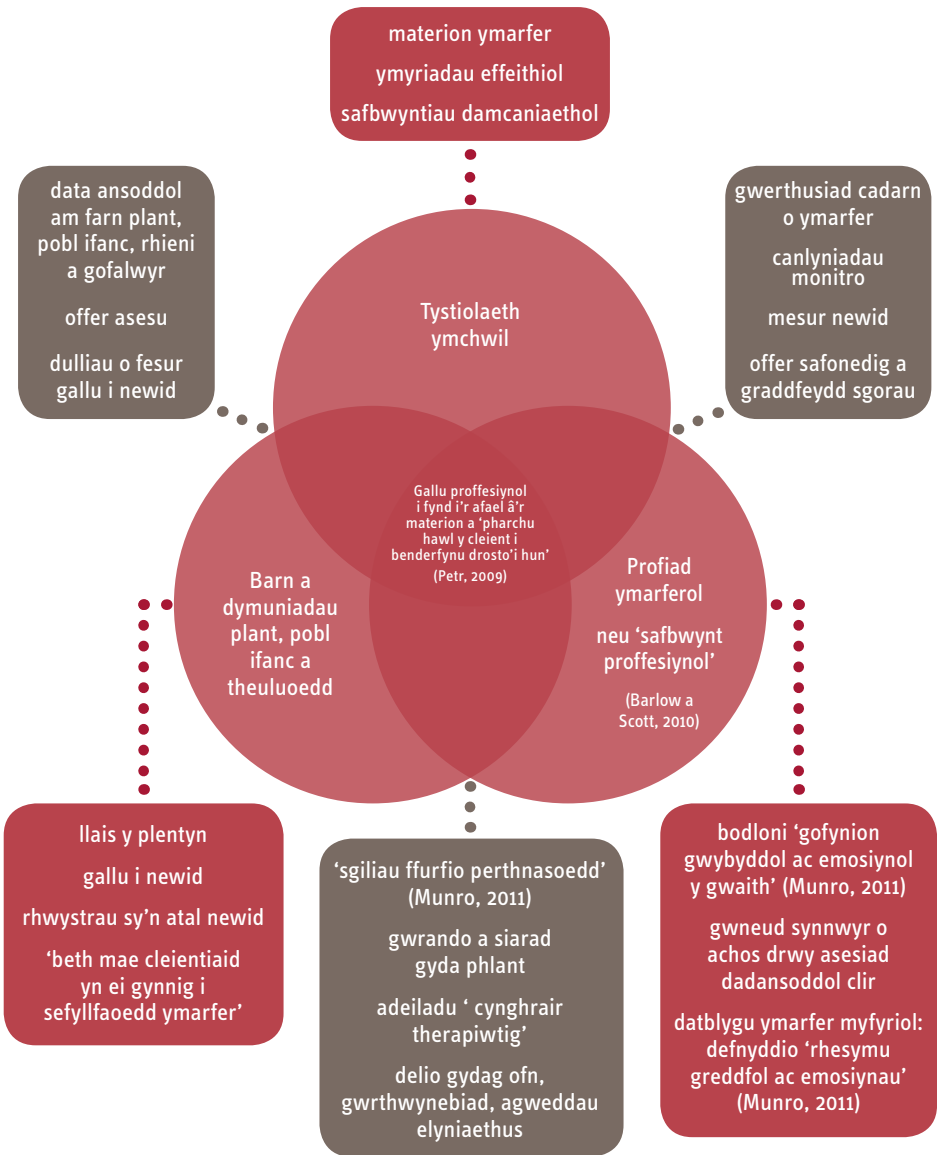 materion ymarfer
ymyriadau effeithiol
safbwyntiau damcaniaethol
data ansoddol
am farn plant,
pobl ifanc, rhieni
a gofalwyr
offer asesu
dulliau o fesur
gallu i newid
gwerthusiad cadarn
o ymarfer
canlyniadau
monitro
mesur newid
offer safonedig a
graddfeydd sgorau
Tystiolaeth
ymchwil
Gallu proffesiynol
i fynd i’r afael â’r
materion a ‘pharchu
hawl y cleient i
benderfynu drosto’i hun’
(Petr, 2009)
Barn a
dymuniadau
plant, pobl
ifanc a
theuluoedd
Profiad
ymarferol
neu ‘safbwynt
proffesiynol’
(Barlow a
Scott, 2010)
llais y plentyn
gallu i newid
rhwystrau sy’n atal newid
‘beth mae cleientiaid
yn ei gynnig i
sefyllfaoedd ymarfer’
‘sgiliau ffurfio perthnasoedd’
(Munro, 2011)
gwrando a siarad
gyda phlant
adeiladu ‘ cynghrair
therapiwtig’
delio gydag ofn,
gwrthwynebiad, agweddau
elyniaethus
bodloni ‘gofynion
gwybyddol ac emosiynol
y gwaith’ (Munro, 2011)
gwneud synnwyr o
achos drwy asesiad
dadansoddol clir
datblygu ymarfer myfyriol:
defnyddio ‘rhesymu
greddfol ac emosiynau’
(Munro, 2011)